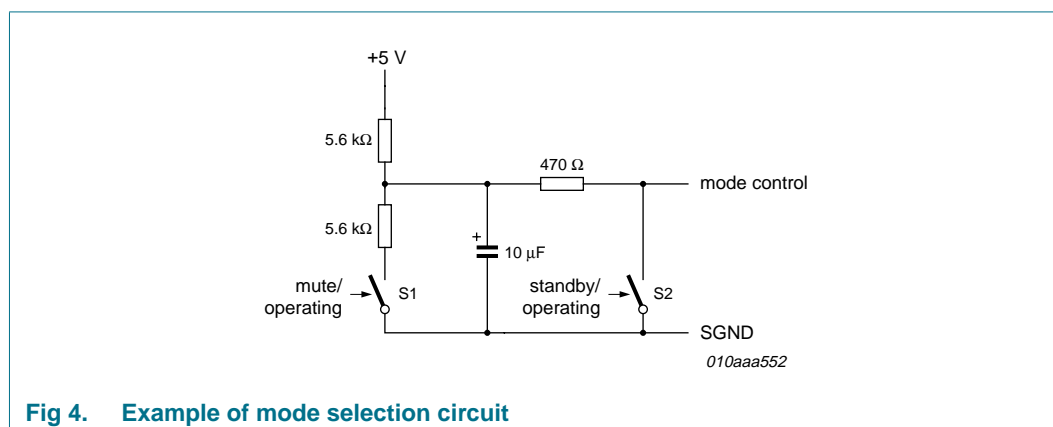 +5 V
5.6 kΩ
470 Ω
mode control
5.6 kΩ
+
10 μF
mute/
operating
S1
standby/
operating
S2
SGND
010aaa552
Fig 4. Example of mode selection circuit